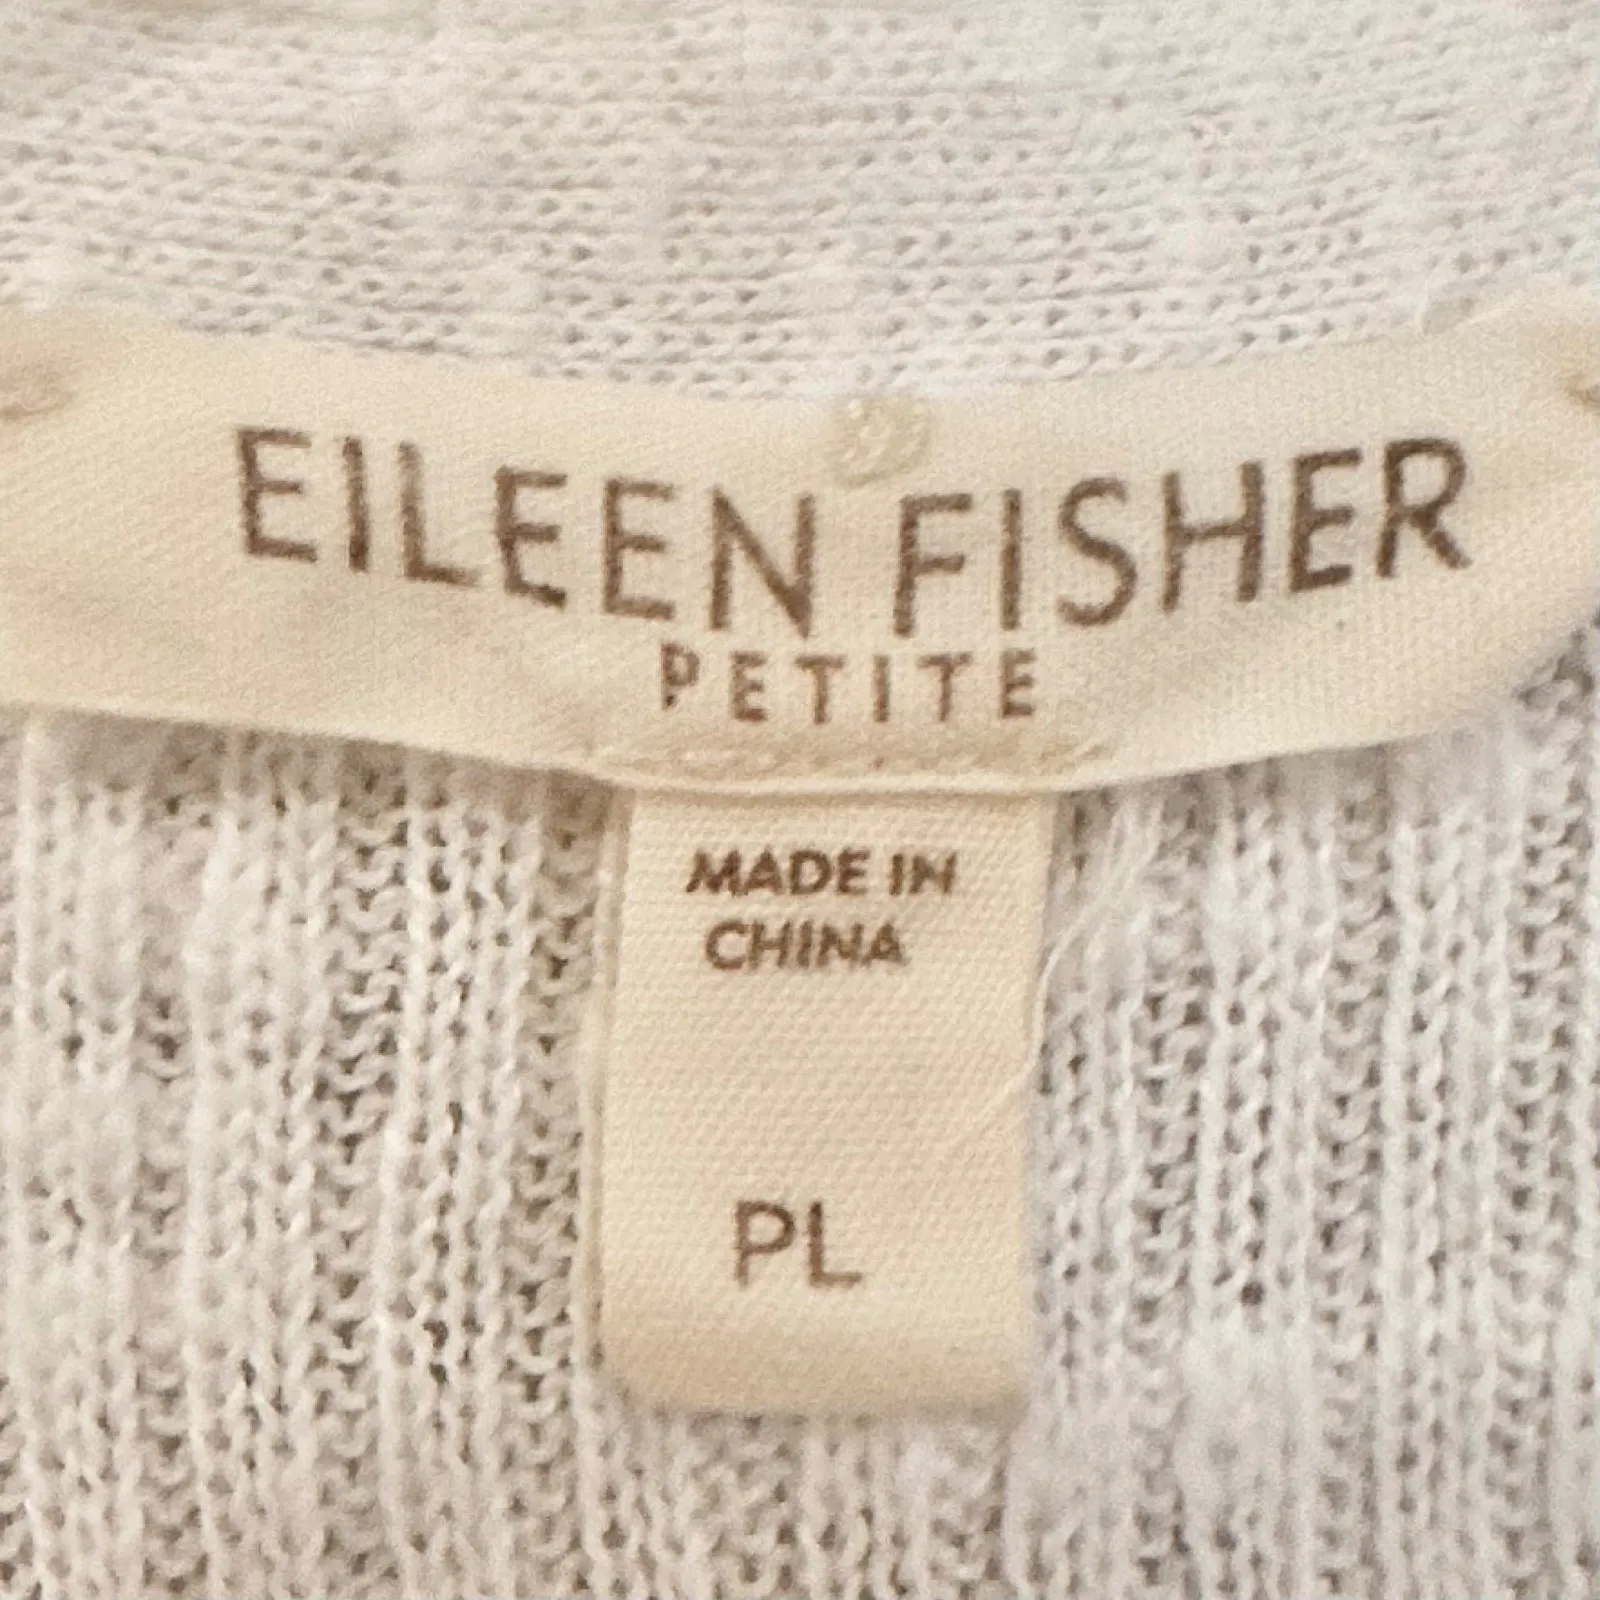 EILEEN FISHER
PETITE
MADE IN
CHINA
PL